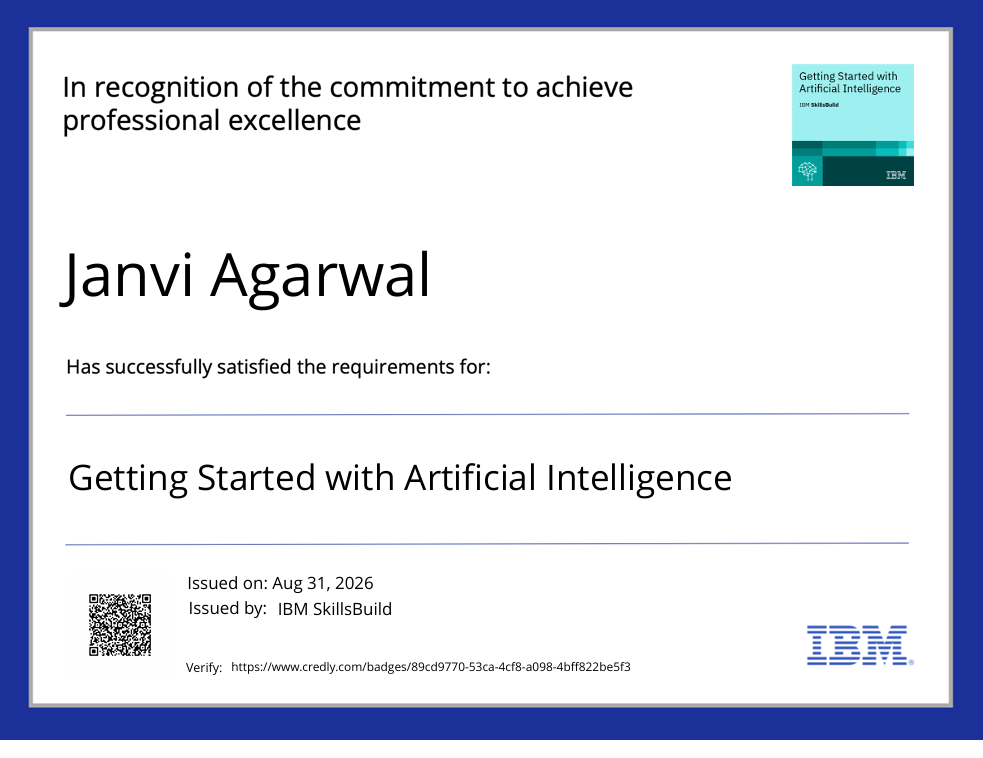 In recognition of the commitment to achieve
professional excellence
Getting Started with
Artificial Intelligence
IBM SkillsBuild
IBM
Janvi Agarwal
Has successfully satisfied the requirements for:
Getting Started with Artificial Intelligence
Issued on: Aug 31, 2026
Issued by: IBM SkillsBuild
Verify: https://www.credly.com/badges/89cd9770-53ca-4cf8-a098-4bff822be5f3
IBM®